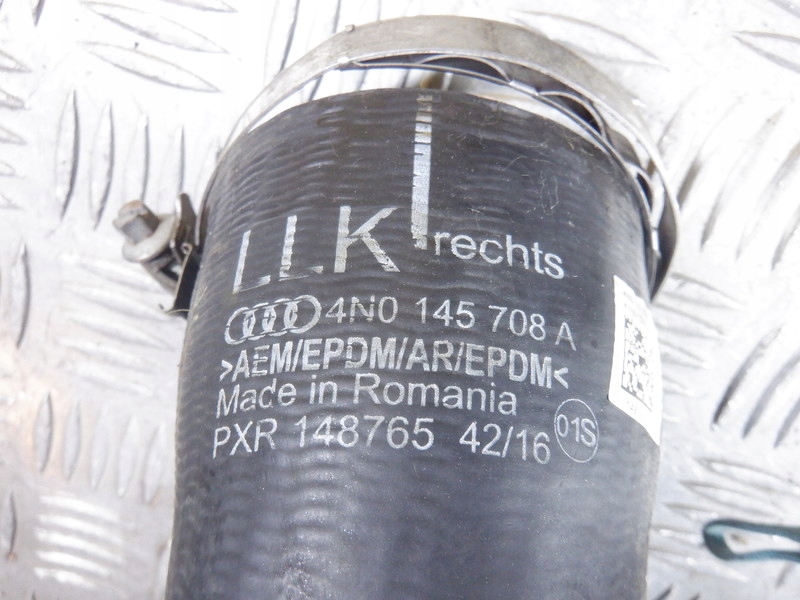 LLK rechts
4N0 145 708 A
>AEM/EPDM/AR/EPDM<
Made in Romania
PXR 148765 42/16 01S